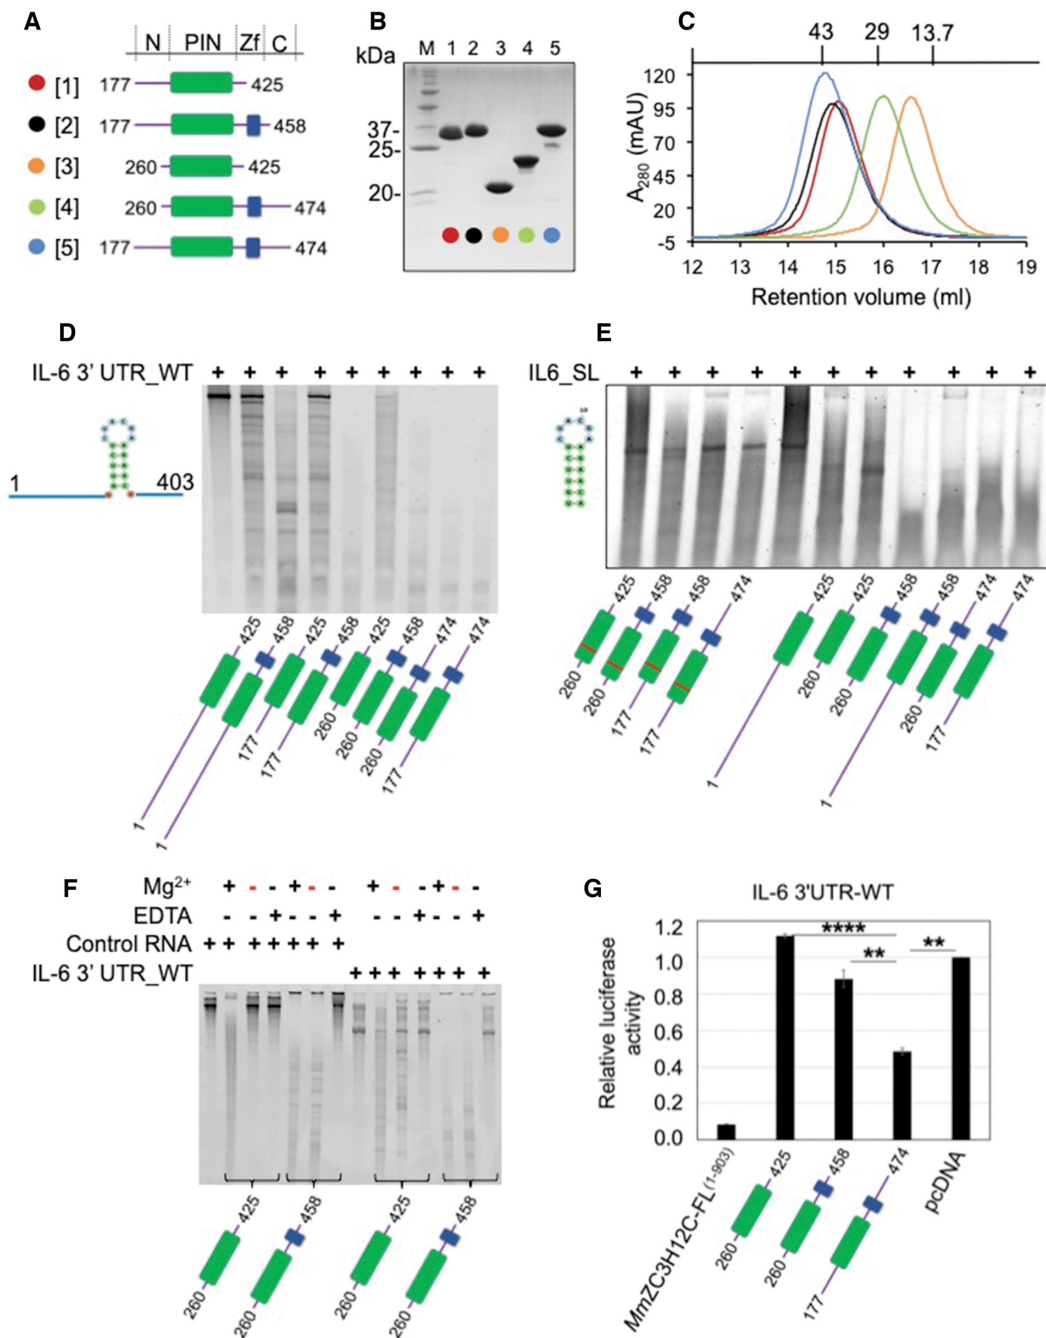 A
N PIN Zf C
[1] 177 425
[2] 177 458
[3] 260 425
[4] 260 474
[5] 177 474
B
kDa M 1 2 3 4 5
37-
25-
20-
C
43 29 13.7
120
95
70
45
20
-5
A280 (mAU)
12 13 14 15 16 17 18 19
Retention volume (ml)
D
IL-6 3' UTR_WT + + + + + + + + +
1 403
425 458 425 458 425 458 474 474
1 1 177 177 260 260 260 177
E
IL6_SL + + + + + + + + + + +
10
425 458 458 474 425 425 458 458 474 474
260 260 177 177 1 260 260 1 260 177
F
Mg2+ + - - + - - + - - + - -
EDTA - - + - - + - - + - - +
Control RNA + + + + + + +
IL-6 3' UTR_WT + + + + + + +
425 458 425 458
260 260 260 260
G
IL-6 3'UTR-WT
1.2
1.0
0.8
0.6
0.4
0.2
0.0
Relative luciferase
activity
****
**
**
MmZC3H12C-FL(1-903)
425 458 474
260 260 177
pcDNA